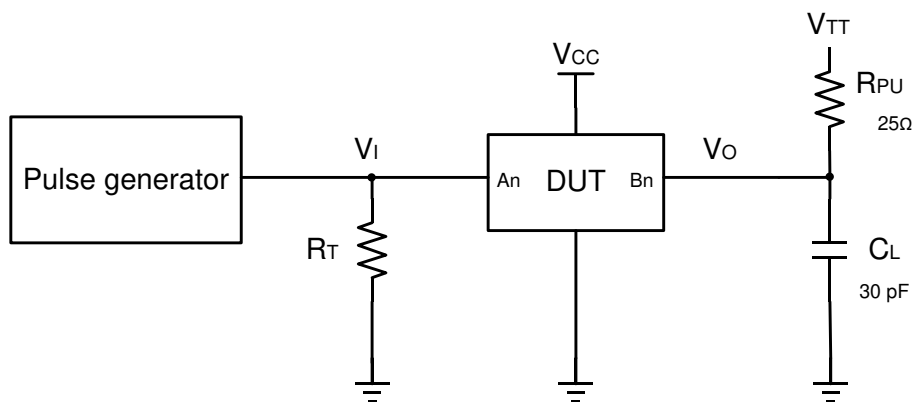 VTT
VCC
RPU
25Ω
Pulse generator
VI
An
DUT
Bn
VO
RT
CL
30 pF